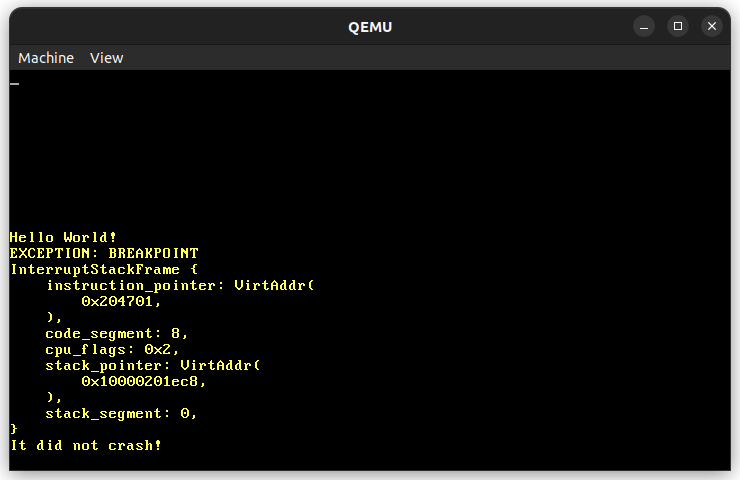 QEMU
Machine View
Hello World!
EXCEPTION: BREAKPOINT
InterruptStackFrame {
    instruction_pointer: VirtAddr(
        0x204701,
    ),
    code_segment: 8,
    cpu_flags: 0x2,
    stack_pointer: VirtAddr(
        0x10000201ec8,
    ),
    stack_segment: 0,
}
It did not crash!